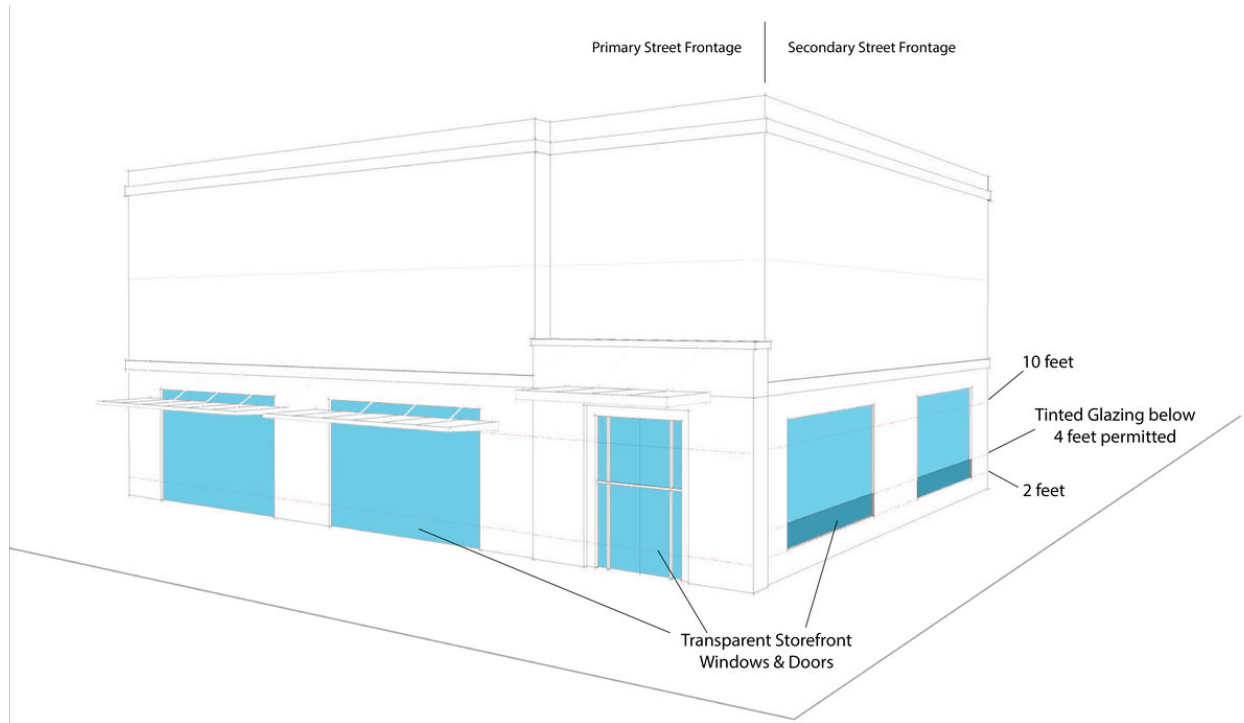 Primary Street Frontage
Secondary Street Frontage
10 feet
Tinted Glazing below
4 feet permitted
2 feet
Transparent Storefront
Windows & Doors